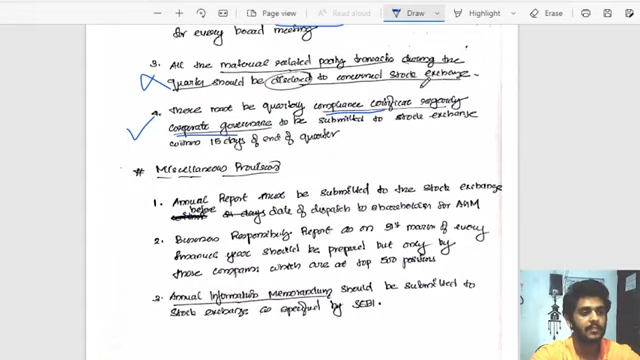 of 3
Read aloud
Draw
Highlight
Erase
for every board meeting
3. All the material related party transactions during the
quarter should be disclosed to concerned stock exchange.
4. There must be quarterly compliance certificate regarding
corporate governance to be submitted to stock exchange
within 15 days of end of quarter
# Miscellaneous Provisions
1. Annual Report must be submitted to the stock exchange
before 21 days date of dispatch to shareholders for AGM
2. Business Responsibility Report as on 31st march of every
financial year should be prepared but only by
those company which are at top 500 positions
3. Annual Information Memorandum should be submitted to
stock exchange as specified by SEBI.